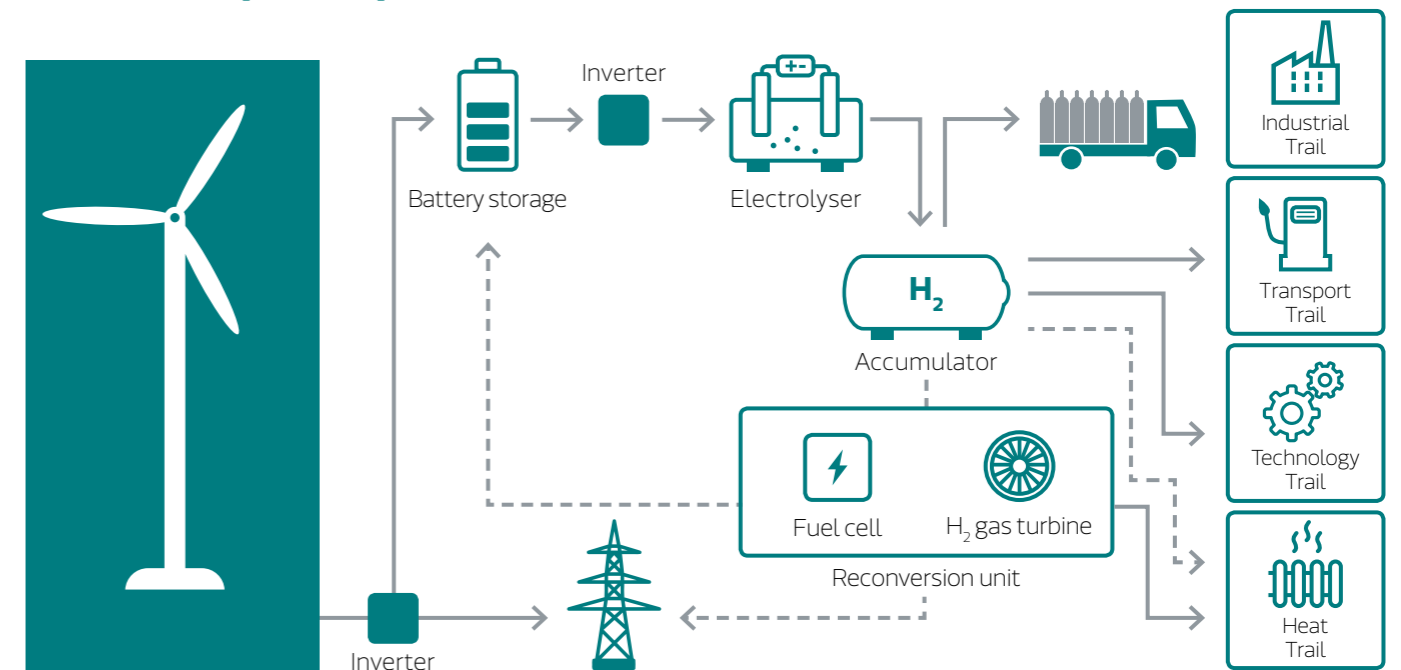 Inverter
Battery storage
Electrolyser
+-
Industrial
Trail
H₂
Accumulator
Transport
Trail
Technology
Trail
Fuel cell
H₂ gas turbine
Reconversion unit
Heat
Trail
Inverter